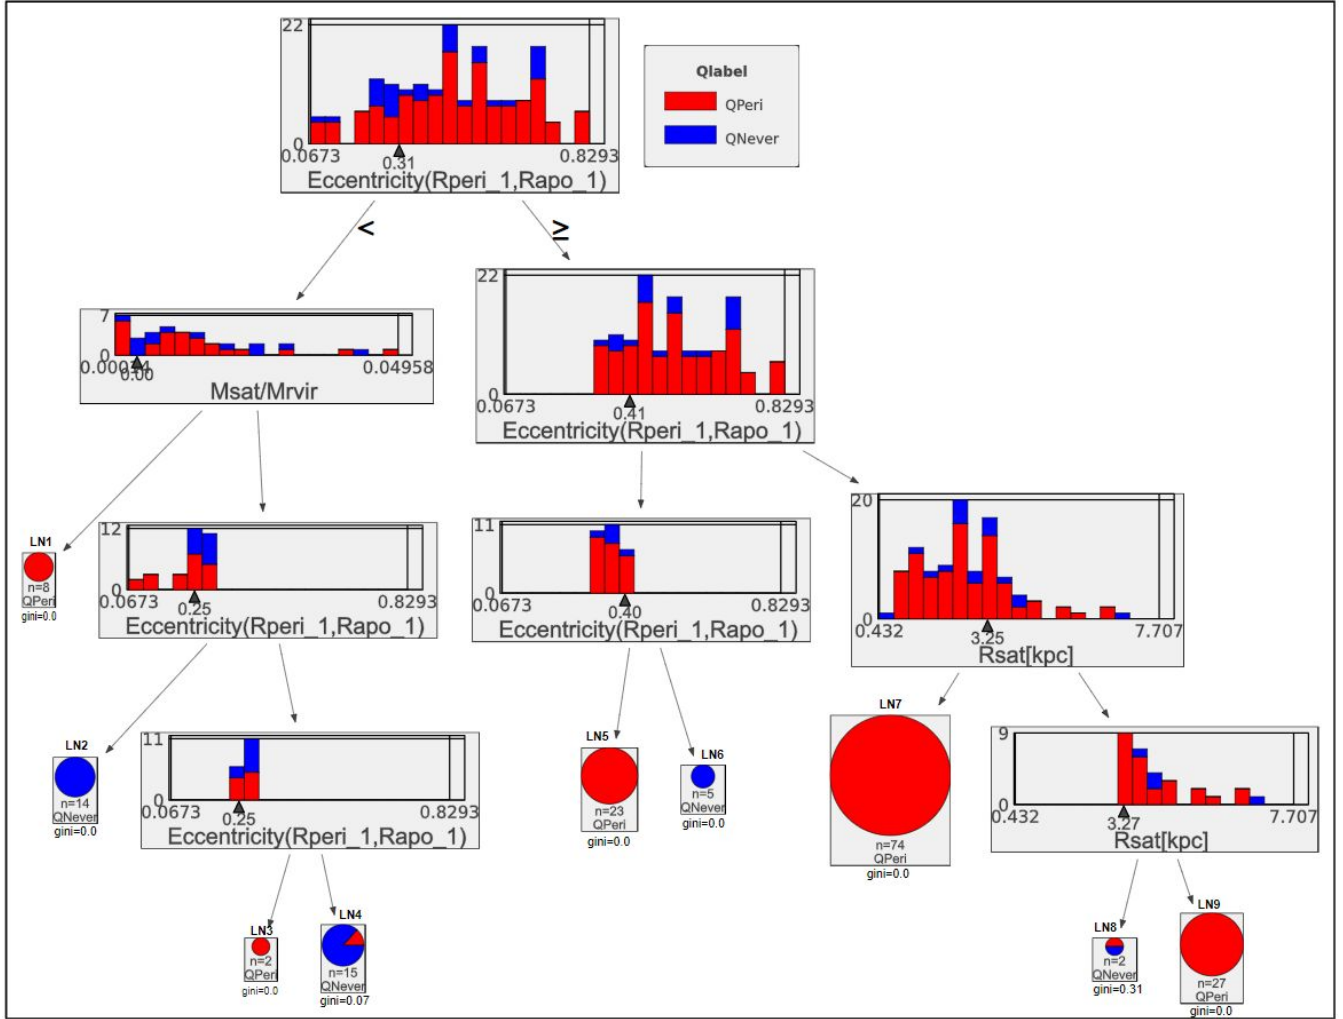 22
0
0.0673
0.31
0.8293
Eccentricity(Rperi_1,Rapo_1)
Qlabel
QPeri
QNever
<
≥
7
0
0.00
0.04958
Msat/Mrvir
22
0
0.0673
0.41
0.8293
Eccentricity(Rperi_1,Rapo_1)
LN1
n=8
QPeri
gini=0.0
12
0
0.0673
0.25
0.8293
Eccentricity(Rperi_1,Rapo_1)
11
0
0.0673
0.40
0.8293
Eccentricity(Rperi_1,Rapo_1)
20
0
0.432
3.25
7.707
Rsat[kpc]
LN2
n=14
QNever
gini=0.0
11
0
0.0673
0.25
0.8293
Eccentricity(Rperi_1,Rapo_1)
LN5
n=23
QPeri
gini=0.0
LN6
n=5
QNever
gini=0.0
LN7
n=74
QPeri
gini=0.0
9
0
0.432
3.27
7.707
Rsat[kpc]
LN3
n=2
QPeri
gini=0.0
LN4
n=15
QNever
gini=0.07
LN8
n=2
QNever
gini=0.31
LN9
n=27
QPeri
gini=0.0